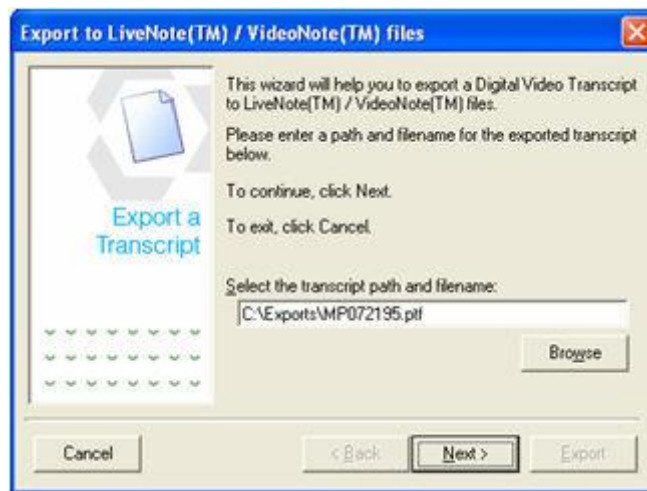 Export to LiveNote(TM) / VideoNote(TM) files
This wizard will help you to export a Digital Video Transcript
to LiveNote(TM) / VideoNote(TM) files.
Please enter a path and filename for the exported transcript
below.
To continue, click Next.
To exit, click Cancel.
Export a
Transcript
Select the transcript path and filename:
C:\Exports\MP072195.ptf
Browse
Cancel
< Back
Next >
Export